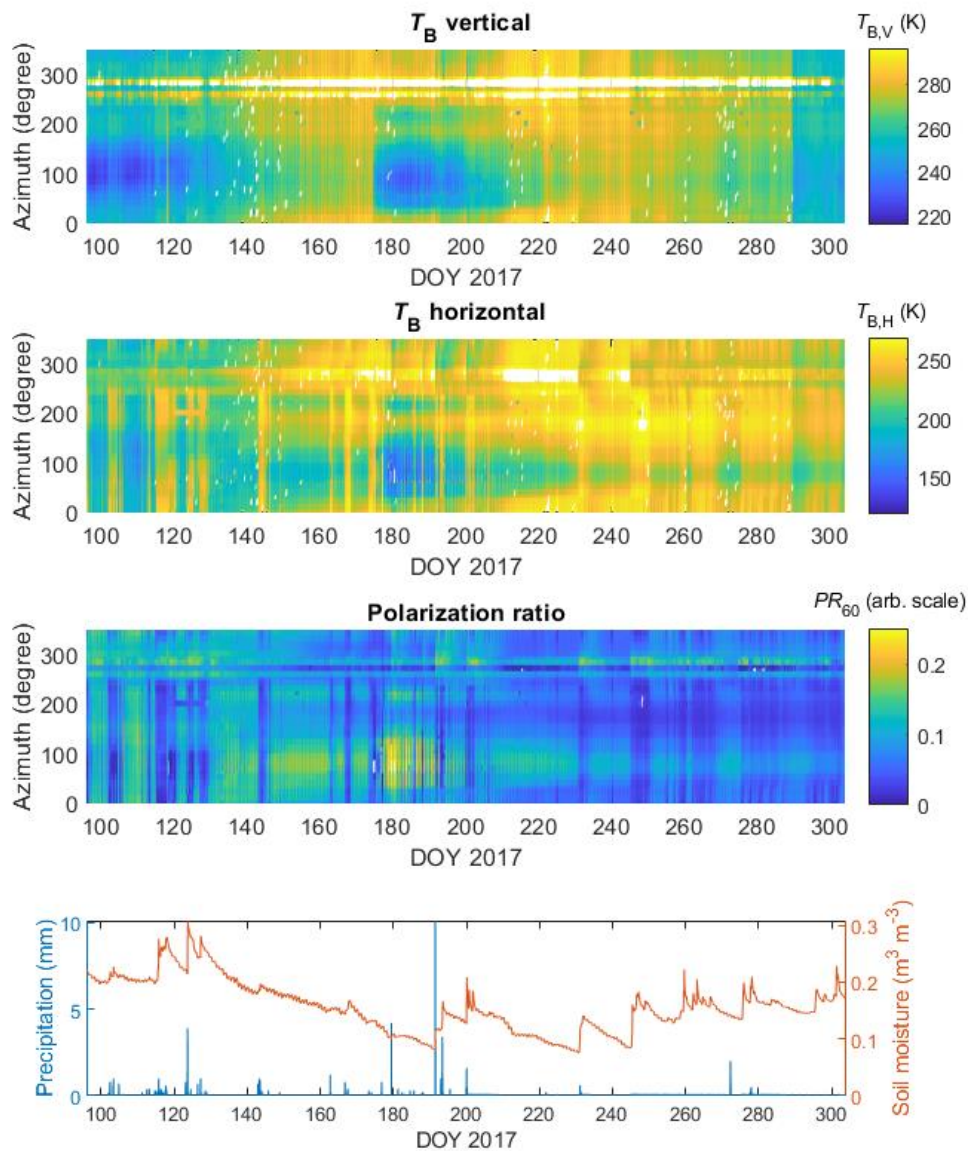 T_B vertical
T_B,V (K)
300
200
100
0
Azimuth (degree)
280
260
240
220
100 120 140 160 180 200 220 240 260 280 300
DOY 2017
T_B horizontal
T_B,H (K)
300
200
100
0
Azimuth (degree)
250
200
150
100 120 140 160 180 200 220 240 260 280 300
DOY 2017
Polarization ratio
PR_60 (arb. scale)
300
200
100
0
Azimuth (degree)
0.2
0.1
0
100 120 140 160 180 200 220 240 260 280 300
DOY 2017
10
5
0
Precipitation (mm)
0.3
0.2
0.1
0
Soil moisture (m³ m⁻³)
100 120 140 160 180 200 220 240 260 280 300
DOY 2017